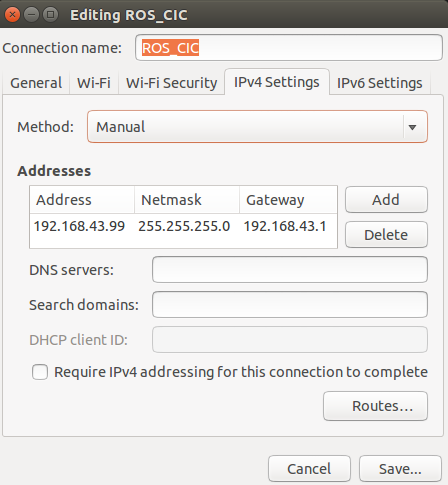 Editing ROS_CIC
Connection name: ROS_CIC
General Wi-Fi Wi-Fi Security IPv4 Settings IPv6 Settings
Method: Manual
Addresses
Address Netmask Gateway Add
192.168.43.99 255.255.255.0 192.168.43.1 Delete
DNS servers:
Search domains:
DHCP client ID:
Require IPv4 addressing for this connection to complete
Routes...
Cancel Save...